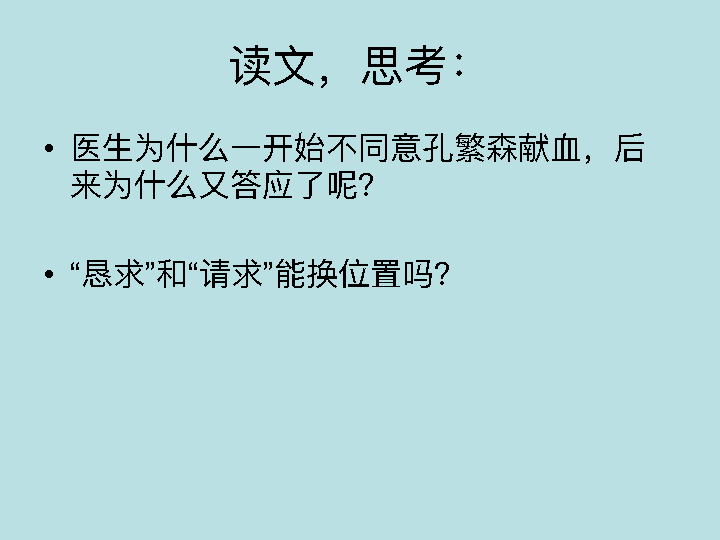 读文，思考：
• 医生为什么一开始不同意孔繁森献血，后
来为什么又答应了呢？
• “恳求”和“请求”能换位置吗？